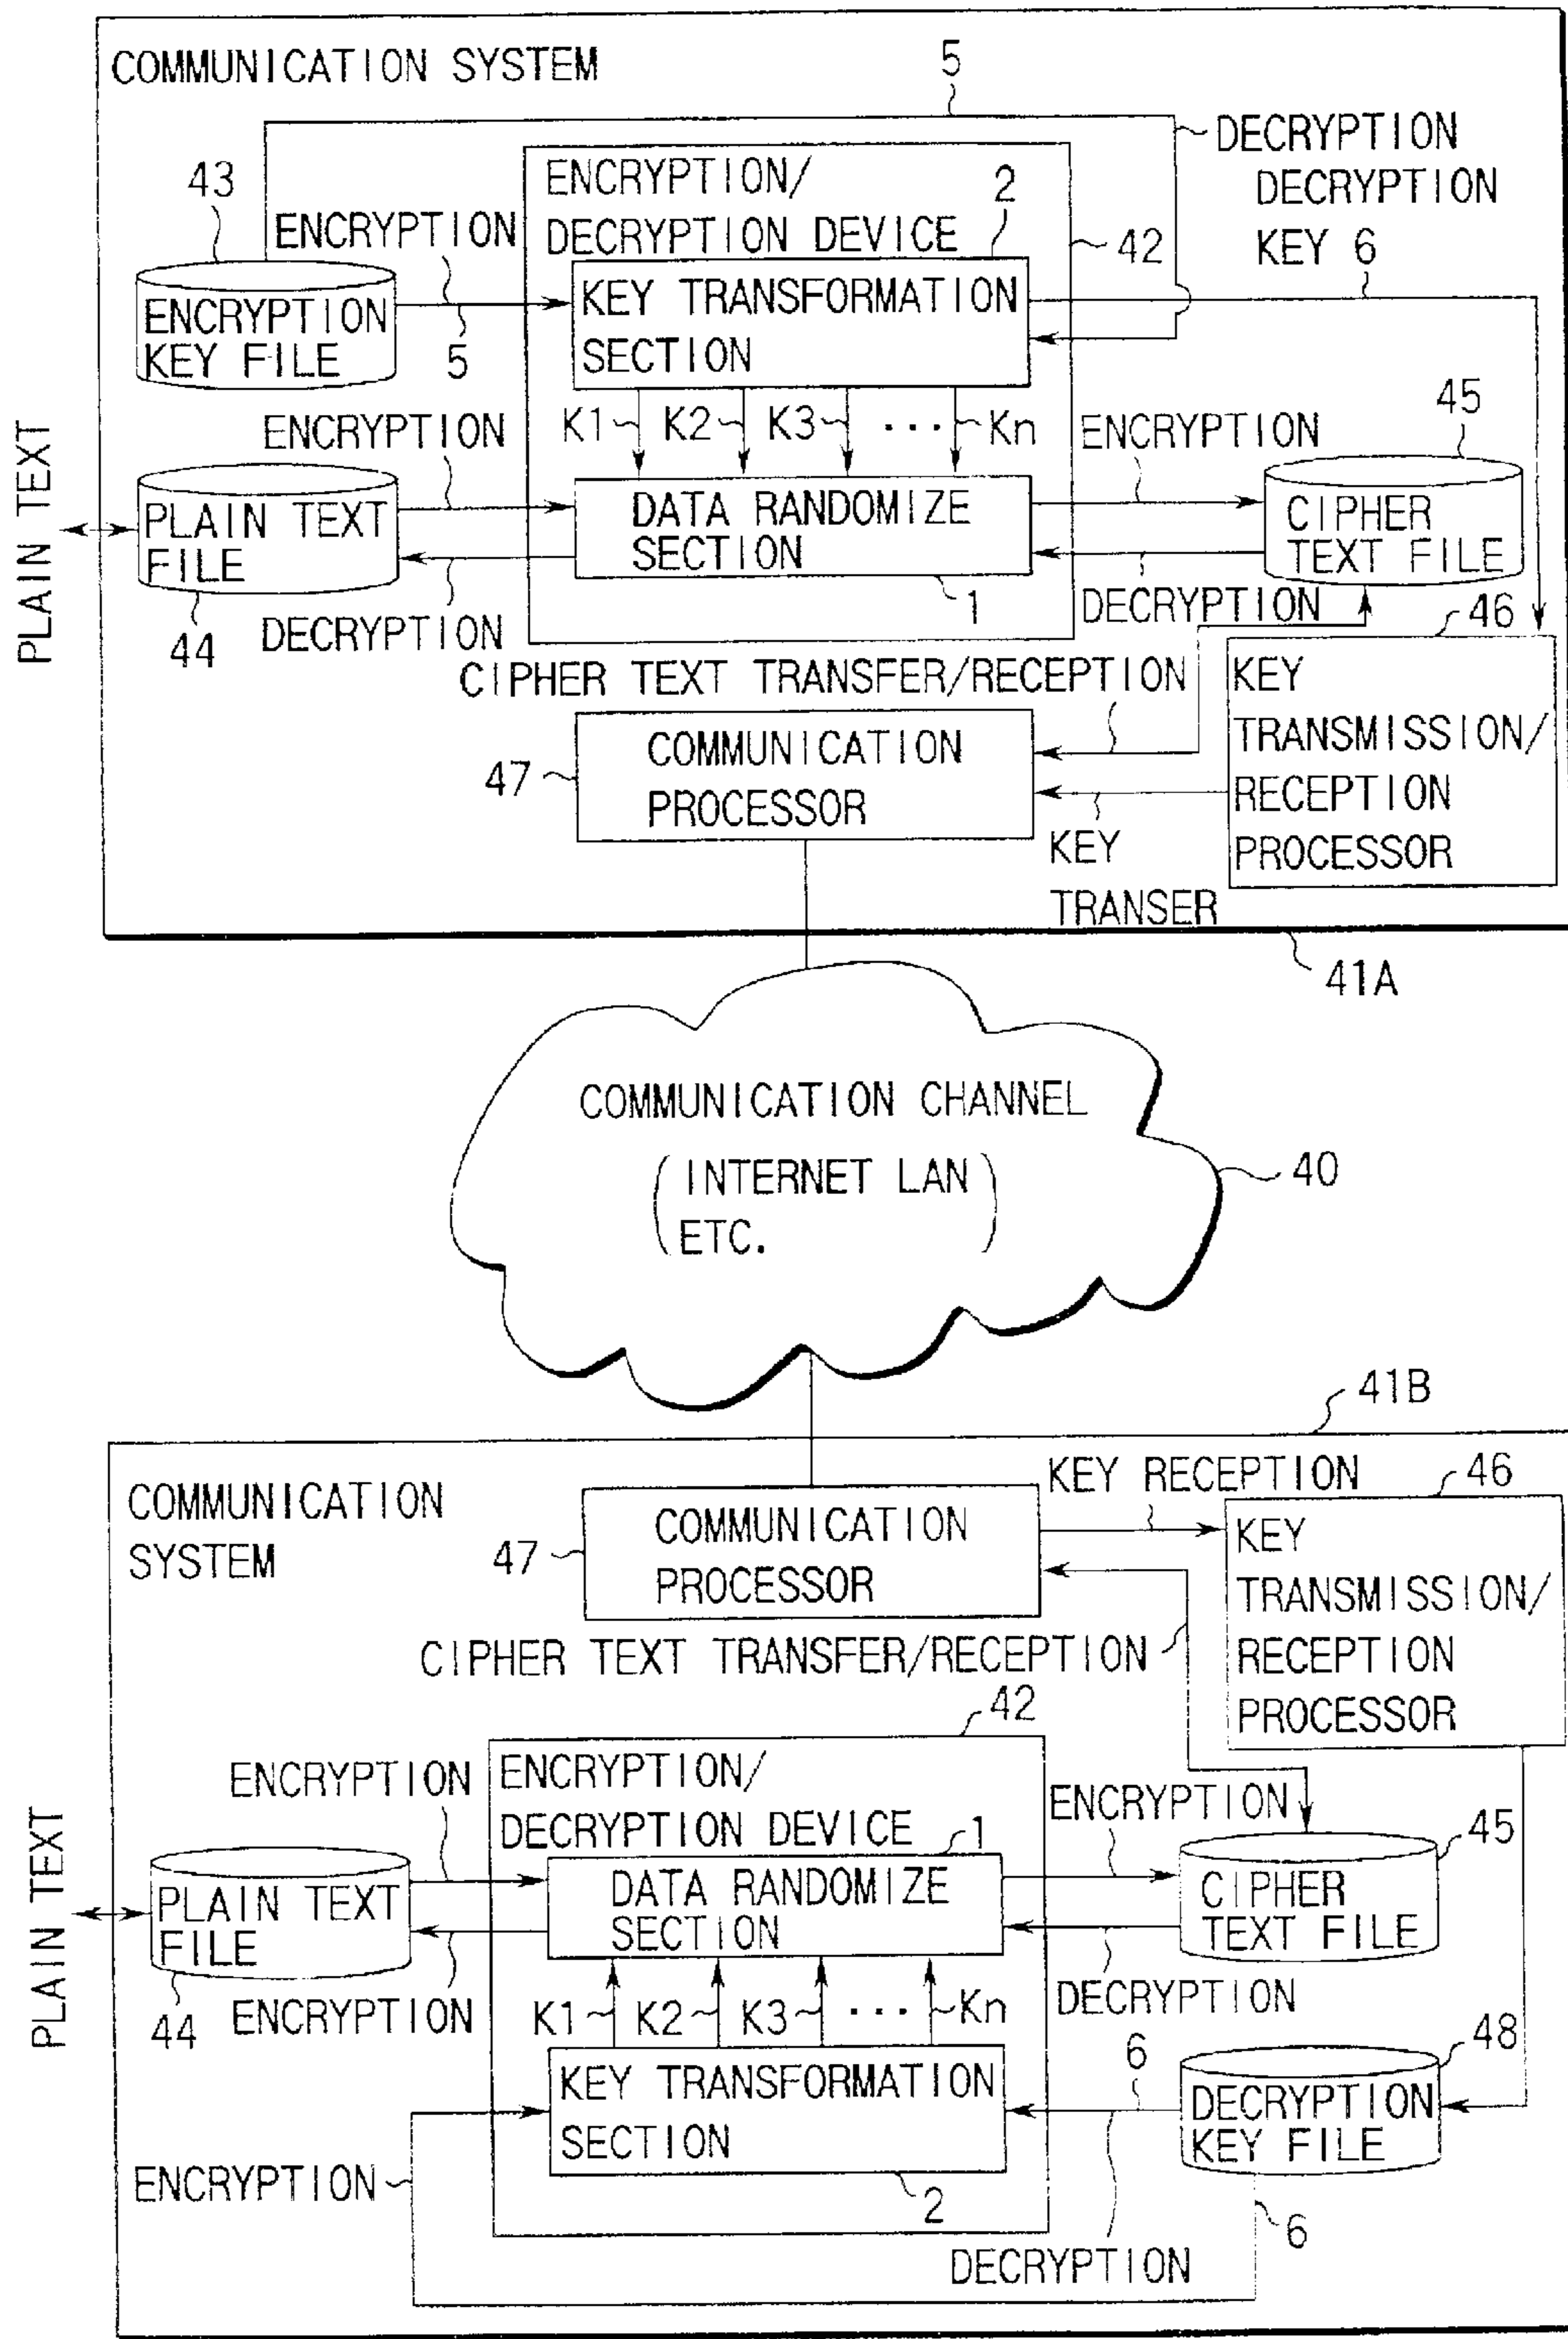 COMMUNICATION SYSTEM
5
DECRYPTION
DECRYPTION
KEY 6
43
ENCRYPTION
ENCRYPTION/
DECRYPTION DEVICE
2
42
ENCRYPTION
KEY FILE
5
KEY TRANSFORMATION
SECTION
K1
K2
K3
...
Kn
ENCRYPTION
ENCRYPTION
45
PLAIN TEXT
PLAIN TEXT
FILE
DATA RANDOMIZE
SECTION
CIPHER
TEXT FILE
44
DECRYPTION
1
DECRYPTION
46
CIPHER TEXT TRANSFER/RECEPTION
KEY
TRANSMISSION/
RECEPTION
PROCESSOR
47
COMMUNICATION
PROCESSOR
KEY
TRANSER
41A
COMMUNICATION CHANNEL
(INTERNET LAN
ETC.)
40
41B
COMMUNICATION
SYSTEM
47
COMMUNICATION
PROCESSOR
KEY RECEPTION
46
KEY
TRANSMISSION/
RECEPTION
PROCESSOR
CIPHER TEXT TRANSFER/RECEPTION
42
ENCRYPTION
ENCRYPTION/
DECRYPTION DEVICE
1
ENCRYPTION
45
PLAIN TEXT
PLAIN TEXT
FILE
DATA RANDOMIZE
SECTION
CIPHER
TEXT FILE
44
ENCRYPTION
K1
K2
K3
...
Kn
DECRYPTION
48
KEY TRANSFORMATION
SECTION
6
DECRYPTION
KEY FILE
ENCRYPTION
2
DECRYPTION
6